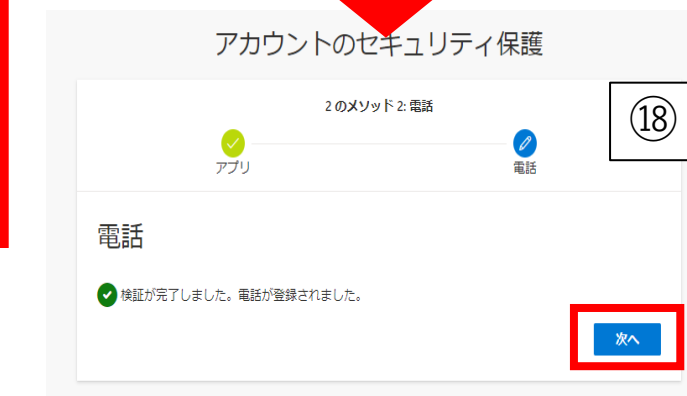 アカウントのセキュリティ保護
2 のメソッド 2: 電話
⑱
アプリ
電話
電話
検証が完了しました。電話が登録されました。
次へ